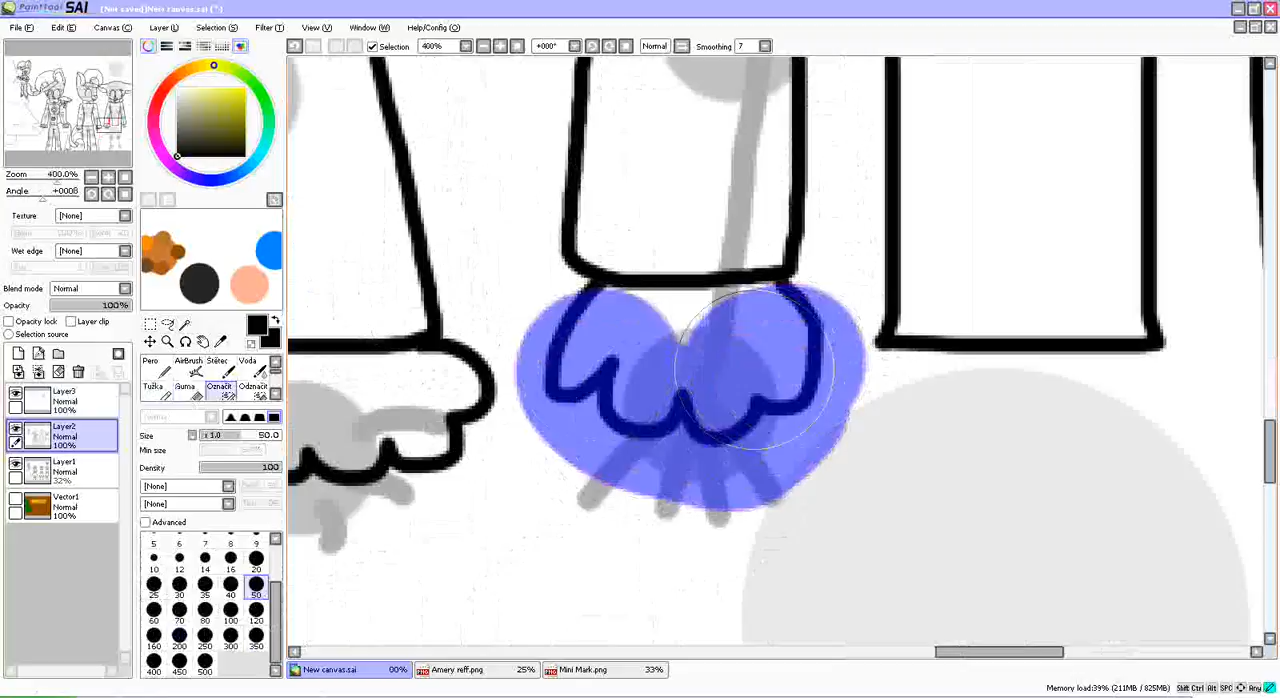 PaintTool SAI (Not saved)[New canvas.sai (*)
File (F) Edit (E) Canvas (C) Layer (L) Selection (S) Filter (T) View (V) Window (W) Help/Config (O)
Selection 400% +000° Normal Smoothing 7
Zoom 400.0%
Angle +000θ
Texture [None]
Wet edge [None]
Blend mode Normal
Opacity 100%
Opacity lock Layer clip
Selection source
Layer3
Normal
100%
Layer2
Normal
100%
Layer1
Normal
32%
Vector1
Normal
100%
Pero AirBrush Štětec Voda
Tužka Guma Označit Odznačit
Size x 1.0 50.0
Min size
Density 100
[None]
[None]
Advanced
5 6 7 8 9
10 12 14 16 20
25 30 35 40 50
60 70 80 100 120
160 200 250 300 350
400 450 500
New canvas.sai 00% Amery reff.png 25% Mini Mark.png 33%
Memory load:39% (211MB / 825MB) Shift Ctrl Alt SPC Any